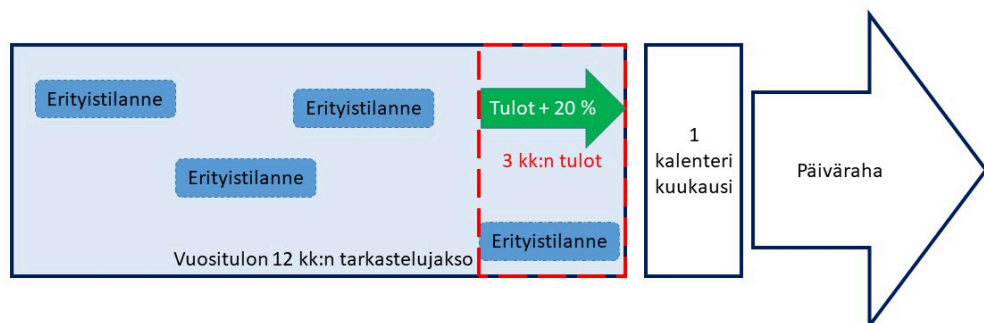 Erityistilanne
Erityistilanne
Erityistilanne
Tulot + 20 %
3 kk:n tulot
Erityistilanne
Vuositulon 12 kk:n tarkastelujakso
1
kalenteri
kuukausi
Päiväraha